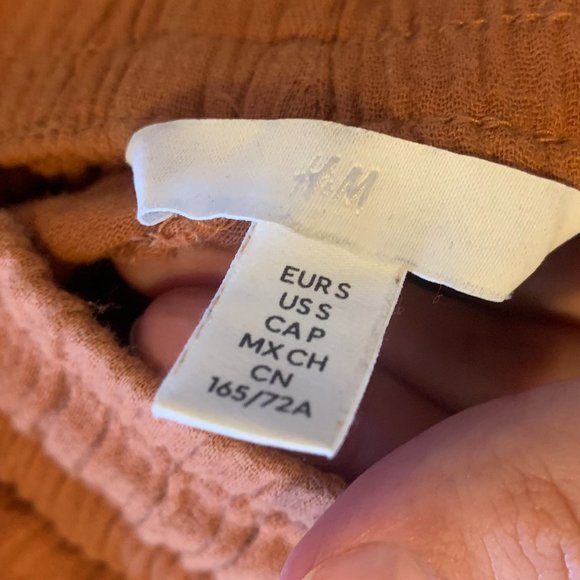 H&M
EUR S
US S
CA P
MX CH
CN
165/72A